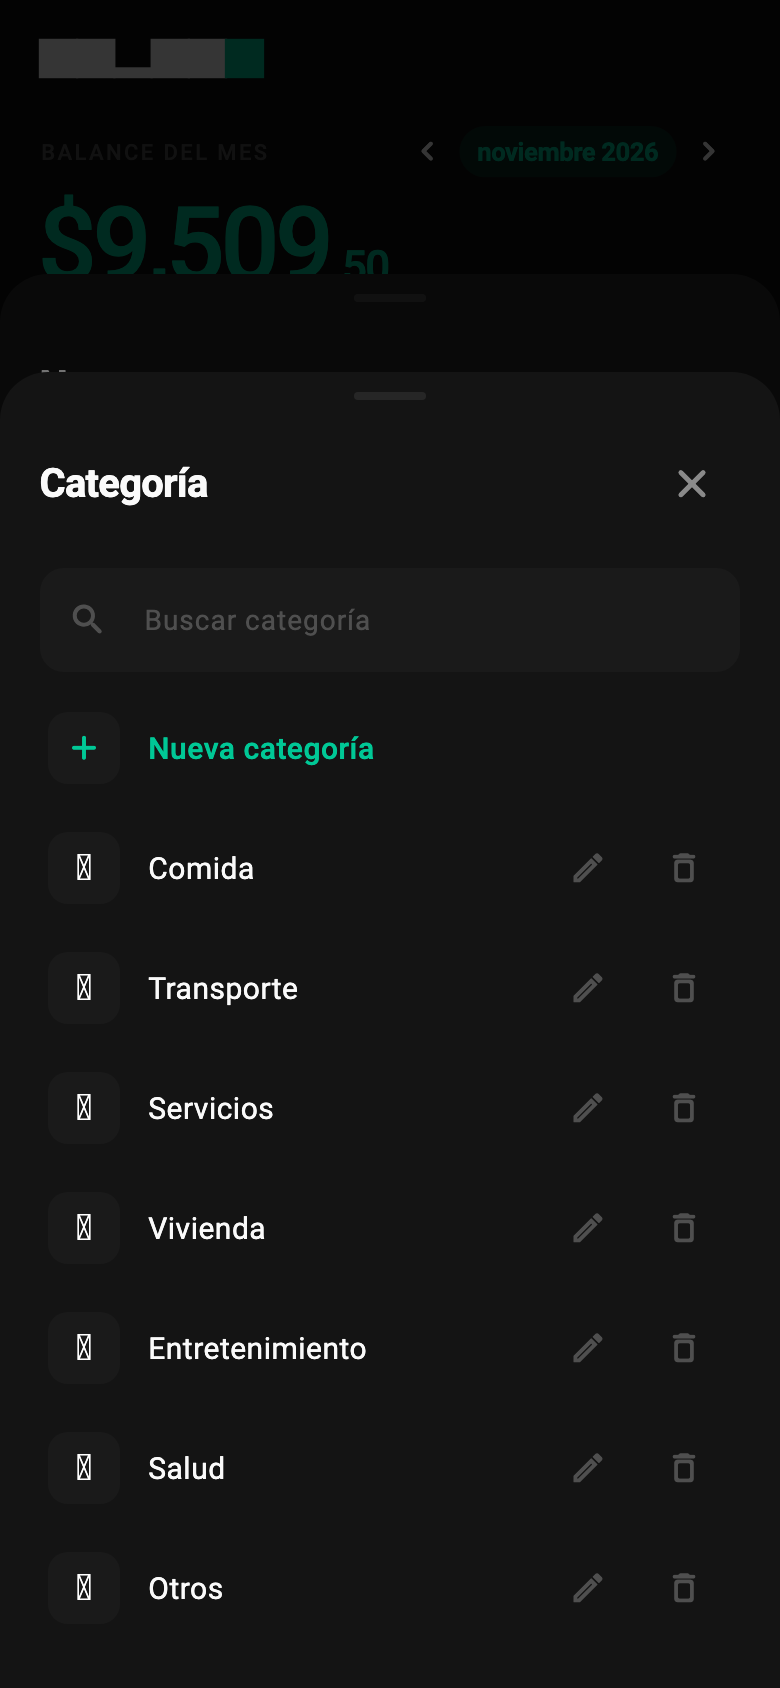 BALANCE DEL MES
noviembre 2026
$9,509.50
Categoría
Buscar categoría
Nueva categoría
Comida
Transporte
Servicios
Vivienda
Entretenimiento
Salud
Otros